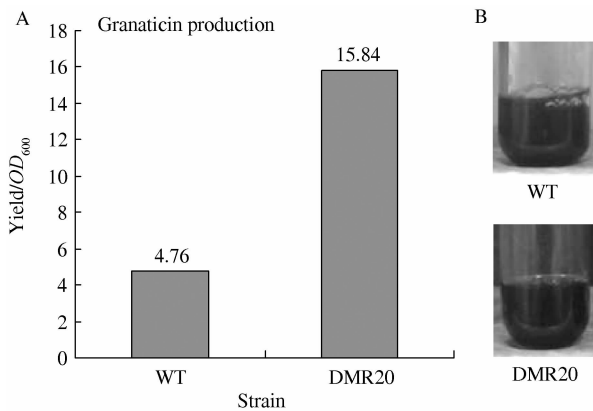 A
Granaticin production
Yield/OD600
18
16
14
12
10
8
6
4
2
0
4.76
15.84
WT
DMR20
Strain
B
WT
DMR20